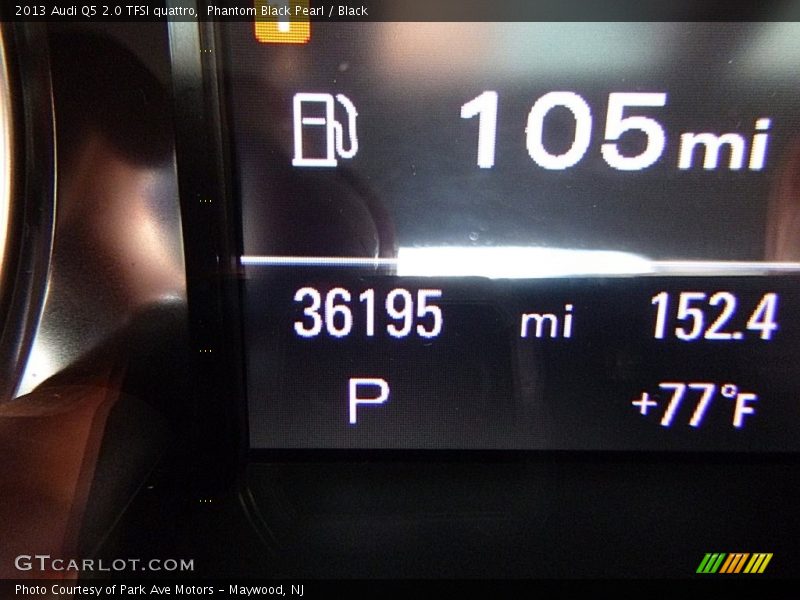 2013 Audi Q5 2.0 TFSI quattro, Phantom Black Pearl / Black
105 mi
36195 mi 152.4
P +77°F
GTCARLOT.COM
Photo Courtesy of Park Ave Motors - Maywood, NJ